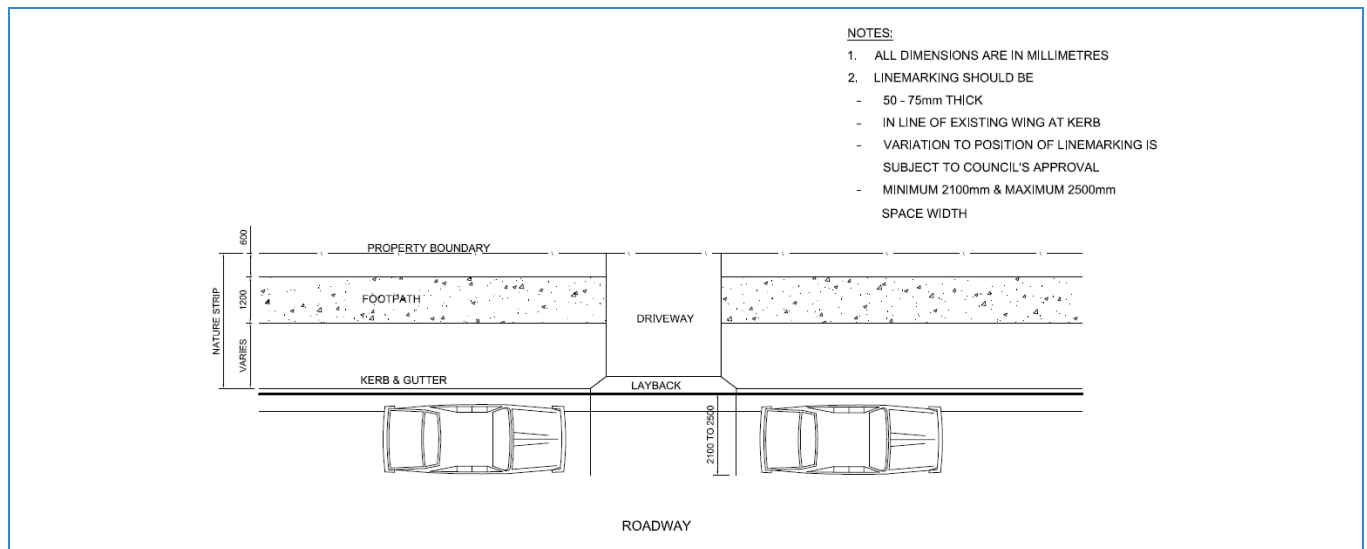 NOTES:
1. ALL DIMENSIONS ARE IN MILLIMETRES
2. LINEMARKING SHOULD BE
- 50 - 75mm THICK
- IN LINE OF EXISTING WING AT KERB
- VARIATION TO POSITION OF LINEMARKING IS
SUBJECT TO COUNCIL'S APPROVAL
- MINIMUM 2100mm & MAXIMUM 2500mm
SPACE WIDTH
600
PROPERTY BOUNDARY
NATURE STRIP
1200
FOOTPATH
DRIVEWAY
VARIES
KERB & GUTTER
LAYBACK
2100 TO 2500
ROADWAY